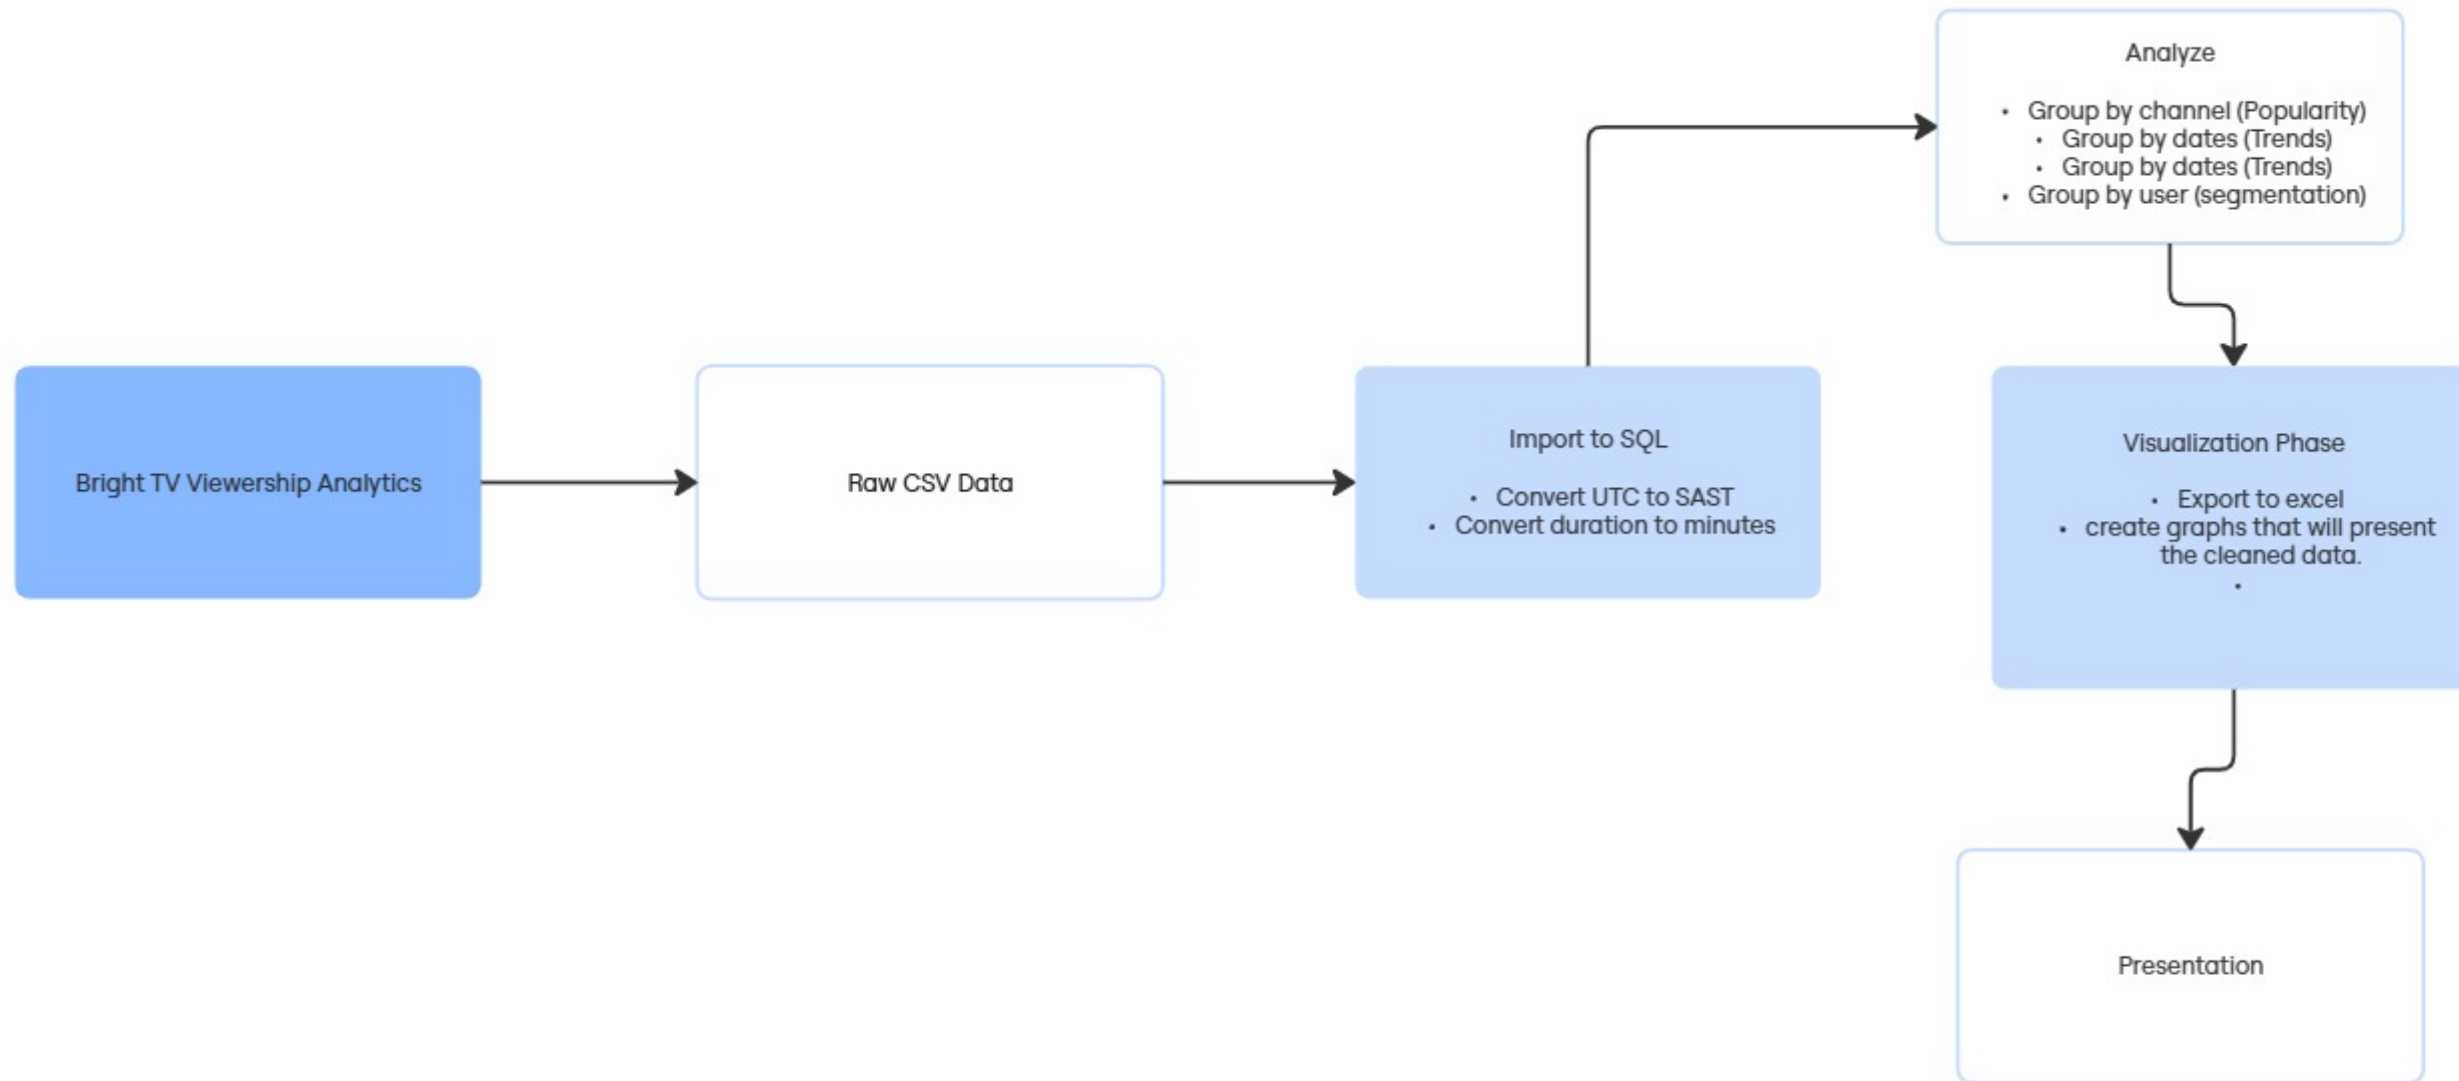 Bright TV Viewership Analytics
Raw CSV Data
Import to SQL
• Convert UTC to SAST
• Convert duration to minutes
Analyze
• Group by channel (Popularity)
• Group by dates (Trends)
• Group by dates (Trends)
• Group by user (segmentation)
Visualization Phase
• Export to excel
• create graphs that will present
the cleaned data.
•
Presentation